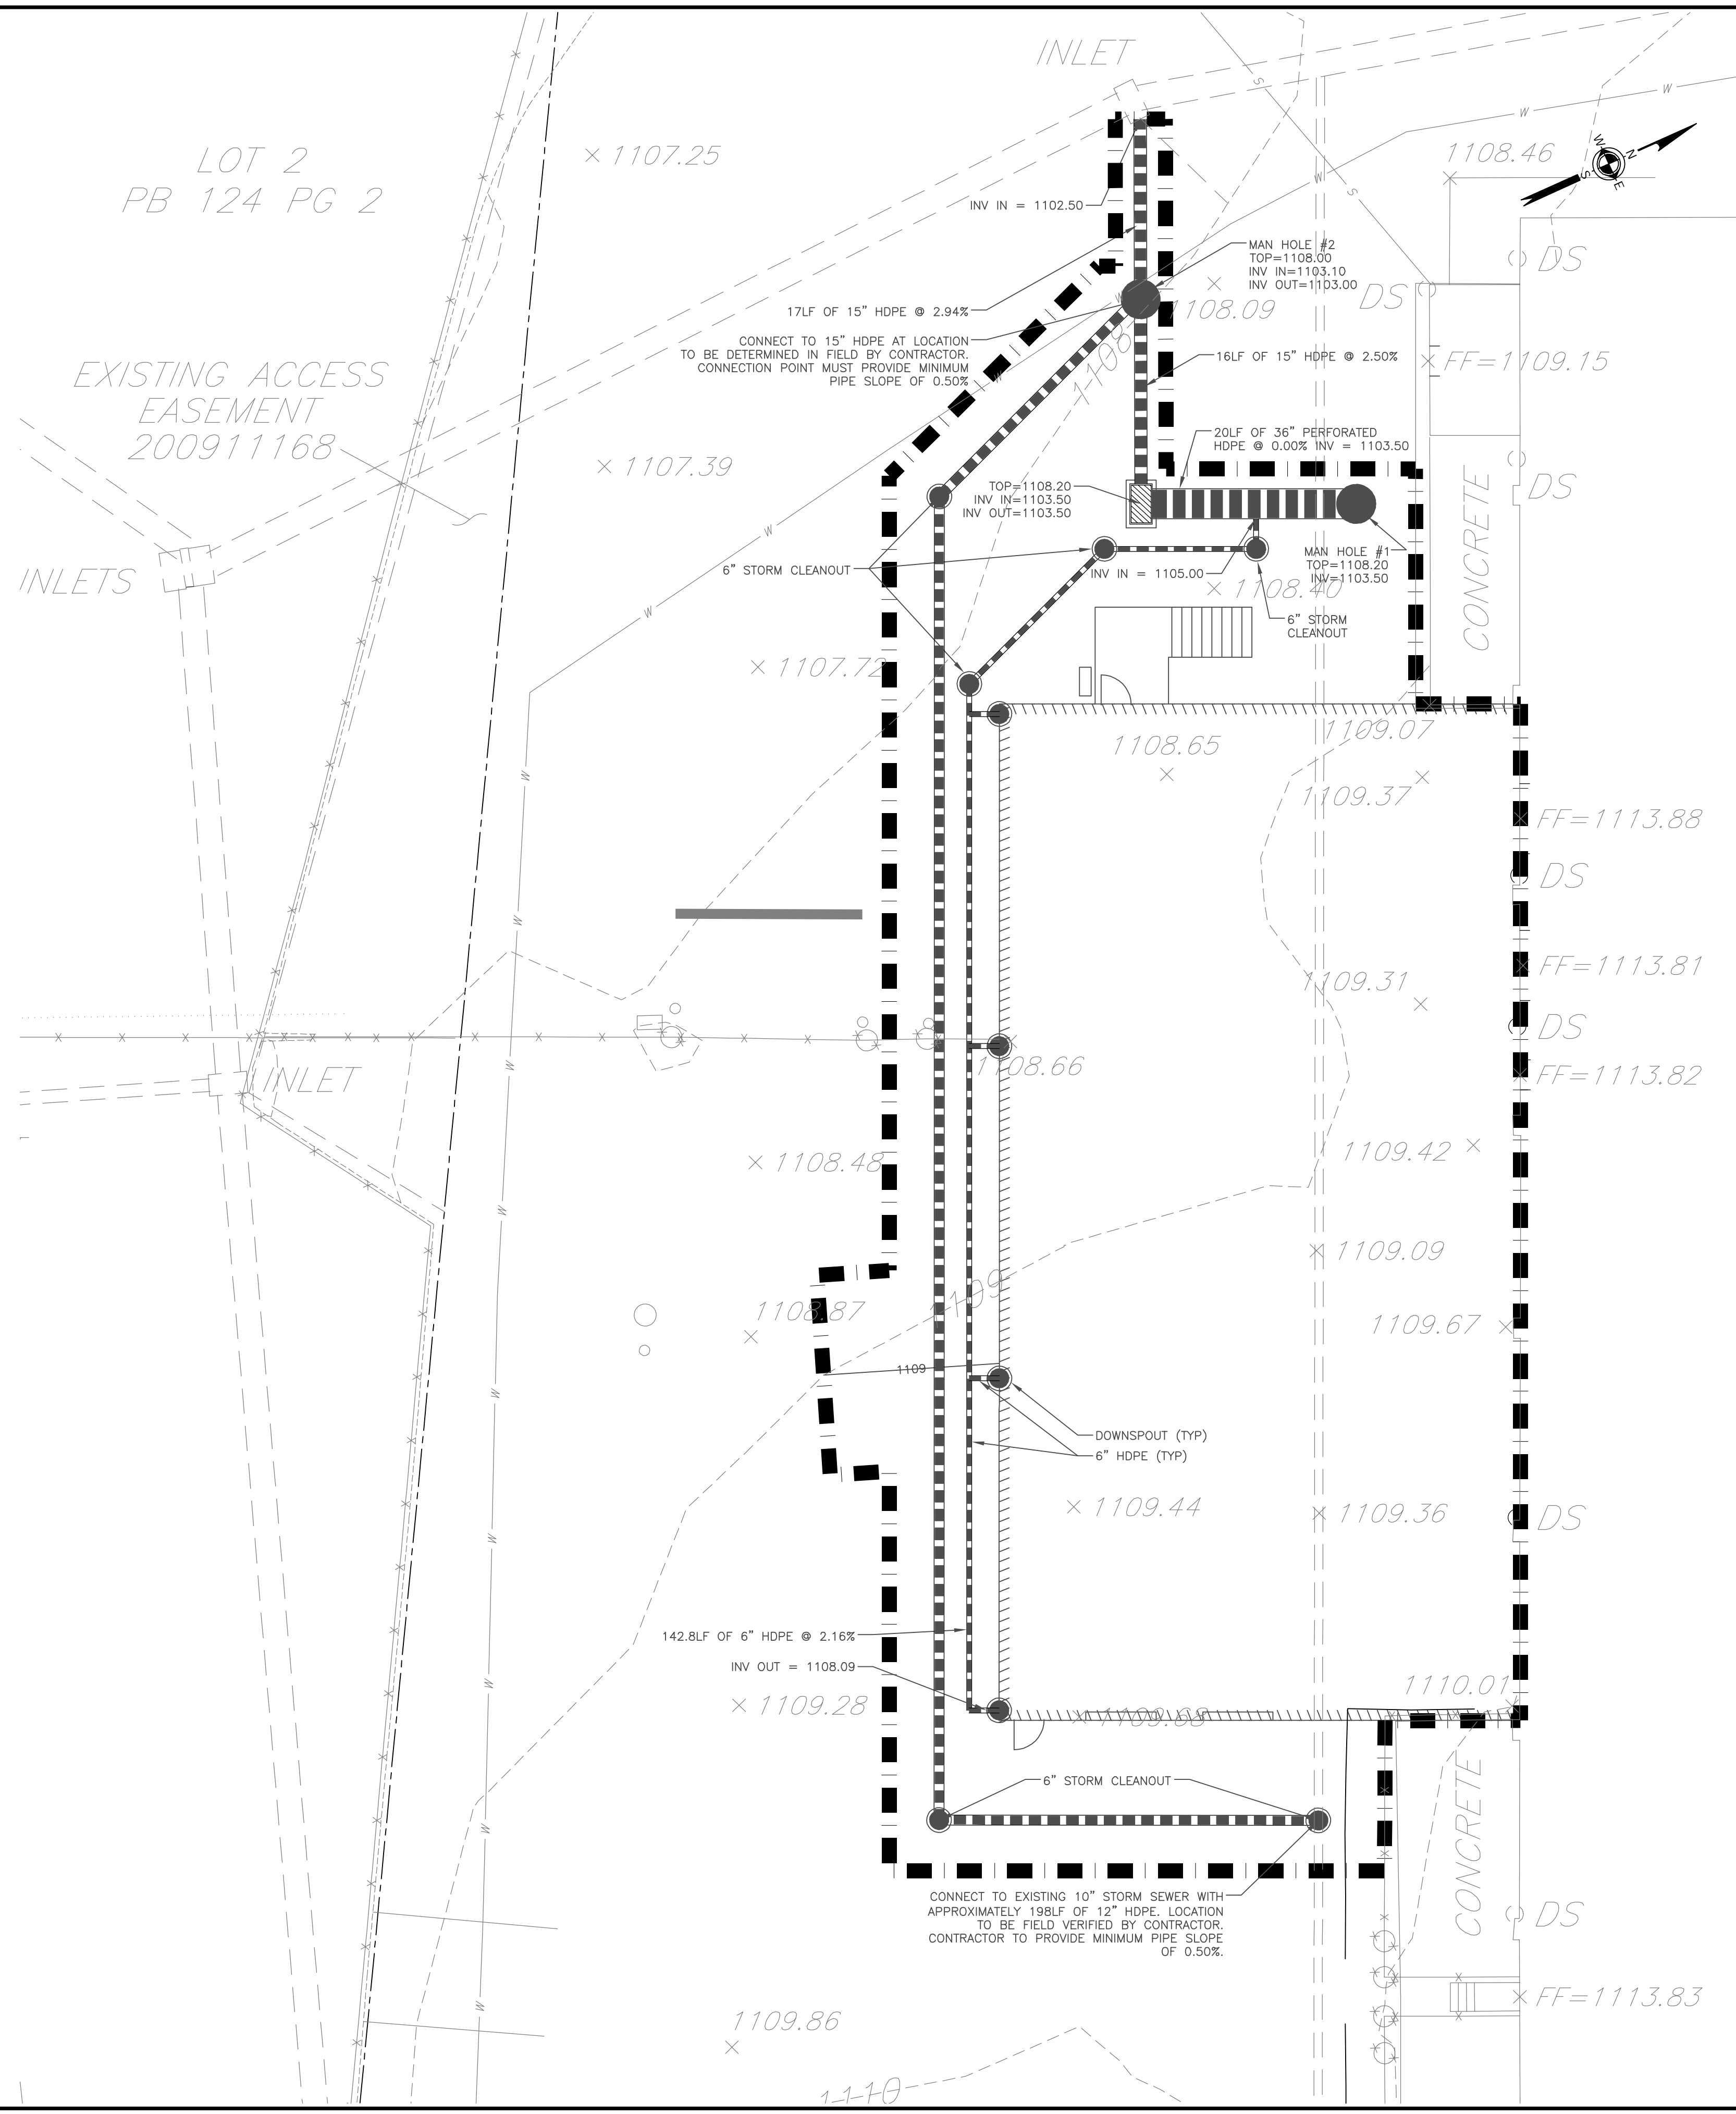 INLET
LOT 2
PB 124 PG 2
1107.25
1108.46
N
W
E
S
INV IN = 1102.50
MAN HOLE #2
TOP=1108.00
INV IN=1103.10
INV OUT=1103.00
DS
DS
1108.09
17LF OF 15" HDPE @ 2.94%
CONNECT TO 15" HDPE AT LOCATION
TO BE DETERMINED IN FIELD BY CONTRACTOR.
CONNECTION POINT MUST PROVIDE MINIMUM
PIPE SLOPE OF 0.50%
1108
16LF OF 15" HDPE @ 2.50%
FF=1109.15
EXISTING ACCESS
EASEMENT
200911168
20LF OF 36" PERFORATED
HDPE @ 0.00% INV = 1103.50
1107.39
TOP=1108.20
INV IN=1103.50
INV OUT=1103.50
DS
CONCRETE
INLETS
6" STORM CLEANOUT
INV IN = 1105.00
MAN HOLE #1
TOP=1108.20
INV=1103.50
1108.40
6" STORM
CLEANOUT
1107.72
1108.65
1109.07
1109.37
FF=1113.88
DS
1109.31
FF=1113.81
DS
INLET
1108.66
FF=1113.82
1108.48
1109.42
1109.09
1109
1108.87
1109.67
1109
DOWNSPOUT (TYP)
6" HDPE (TYP)
1109.44
1109.36
DS
142.8LF OF 6" HDPE @ 2.16%
INV OUT = 1108.09
1109.28
1109.68
1110.01
6" STORM CLEANOUT
CONCRETE
CONNECT TO EXISTING 10" STORM SEWER WITH
APPROXIMATELY 198LF OF 12" HDPE. LOCATION
TO BE FIELD VERIFIED BY CONTRACTOR.
CONTRACTOR TO PROVIDE MINIMUM PIPE SLOPE
OF 0.50%.
DS
FF=1113.83
1109.86
1110